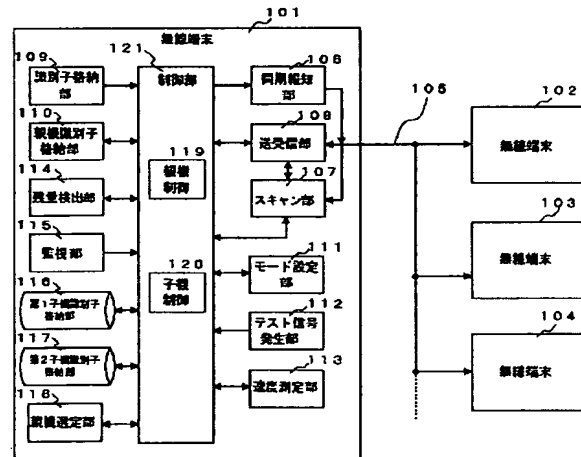 101
無線端末
109
識別子格納
部
110
親機識別子
格納部
114
残量検出部
115
監視部
116
第1子機識別子
格納部
117
第2子機識別子
格納部
118
親機選定部
121
制御部
119
親機
制御
120
子機
制御
106
同期報知
部
108
送受信部
107
スキャン部
111
モード設定
部
112
テスト信号
発生部
113
速度測定部
105
102
無線端末
103
無線端末
104
無線端末